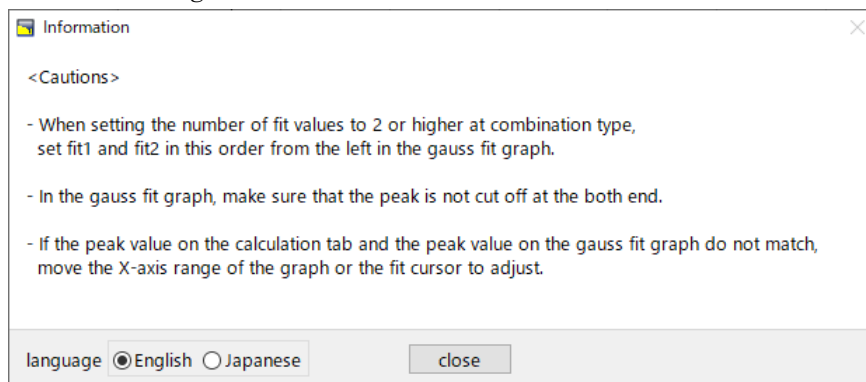 Information
<Cautions>
- When setting the number of fit values to 2 or higher at combination type,
set fit1 and fit2 in this order from the left in the gauss fit graph.
- In the gauss fit graph, make sure that the peak is not cut off at the both end.
- If the peak value on the calculation tab and the peak value on the gauss fit graph do not match,
move the X-axis range of the graph or the fit cursor to adjust.
language English Japanese close